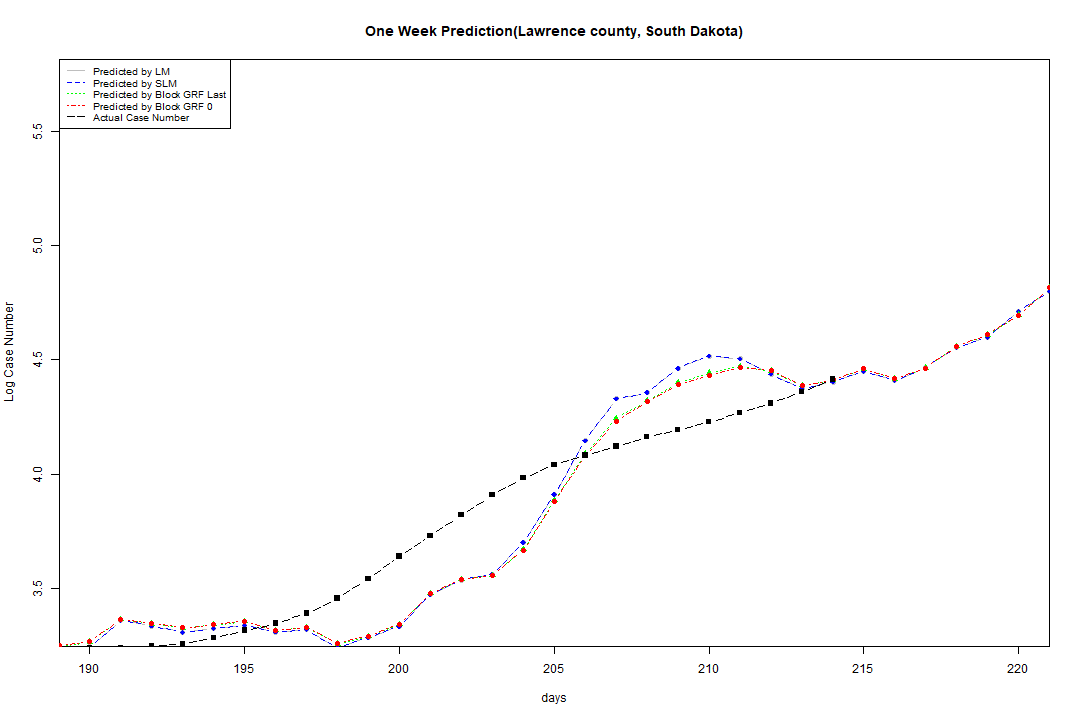 One Week Prediction(Lawrence county, South Dakota)
Predicted by LM
Predicted by SLM
Predicted by Block GRF Last
Predicted by Block GRF 0
Actual Case Number
5.5
5.0
4.5
4.0
3.5
Log Case Number
190 195 200 205 210 215 220
days